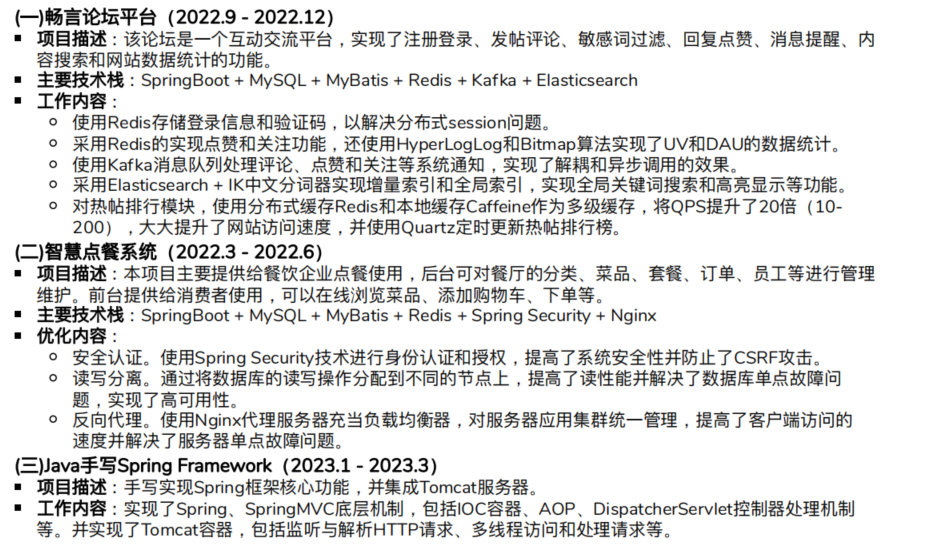 (一)畅言论坛平台（2022.9 - 2022.12）
▪ 项目描述：该论坛是一个互动交流平台，实现了注册登录、发帖评论、敏感词过滤、回复点赞、消息提醒、内
容搜索和网站数据统计的功能。
▪ 主要技术栈：SpringBoot + MySQL + MyBatis + Redis + Kafka + Elasticsearch
▪ 工作内容：
○ 使用Redis存储登录信息和验证码，以解决分布式session问题。
○ 采用Redis的实现点赞和关注功能，还使用HyperLogLog和Bitmap算法实现了UV和DAU的数据统计。
○ 使用Kafka消息队列处理评论、点赞和关注等系统通知，实现了解耦和异步调用的效果。
○ 采用Elasticsearch + IK中文分词器实现增量索引和全局索引，实现全局关键词搜索和高亮显示等功能。
○ 对热帖排行模块，使用分布式缓存Redis和本地缓存Caffeine作为多级缓存，将QPS提升了20倍（10-
200），大大提升了网站访问速度，并使用Quartz定时更新热帖排行榜。
(二)智慧点餐系统（2022.3 - 2022.6）
▪ 项目描述：本项目主要提供给餐饮企业点餐使用，后台可对餐厅的分类、菜品、套餐、订单、员工等进行管理
维护。前台提供给消费者使用，可以在线浏览菜品、添加购物车、下单等。
▪ 主要技术栈：SpringBoot + MySQL + MyBatis + Redis + Spring Security + Nginx
▪ 优化内容：
○ 安全认证。使用Spring Security技术进行身份认证和授权，提高了系统安全性并防止了CSRF攻击。
○ 读写分离。通过将数据库的读写操作分配到不同的节点上，提高了读性能并解决了数据库单点故障问
题，实现了高可用性。
○ 反向代理。使用Nginx代理服务器充当负载均衡器，对服务器应用集群统一管理，提高了客户端访问的
速度并解决了服务器单点故障问题。
(三)Java手写Spring Framework（2023.1 - 2023.3）
▪ 项目描述：手写实现Spring框架核心功能，并集成Tomcat服务器。
▪ 工作内容：实现了Spring、SpringMVC底层机制，包括IOC容器、AOP、DispatcherServlet控制器处理机制
等。并实现了Tomcat容器，包括监听与解析HTTP请求、多线程访问和处理请求等。